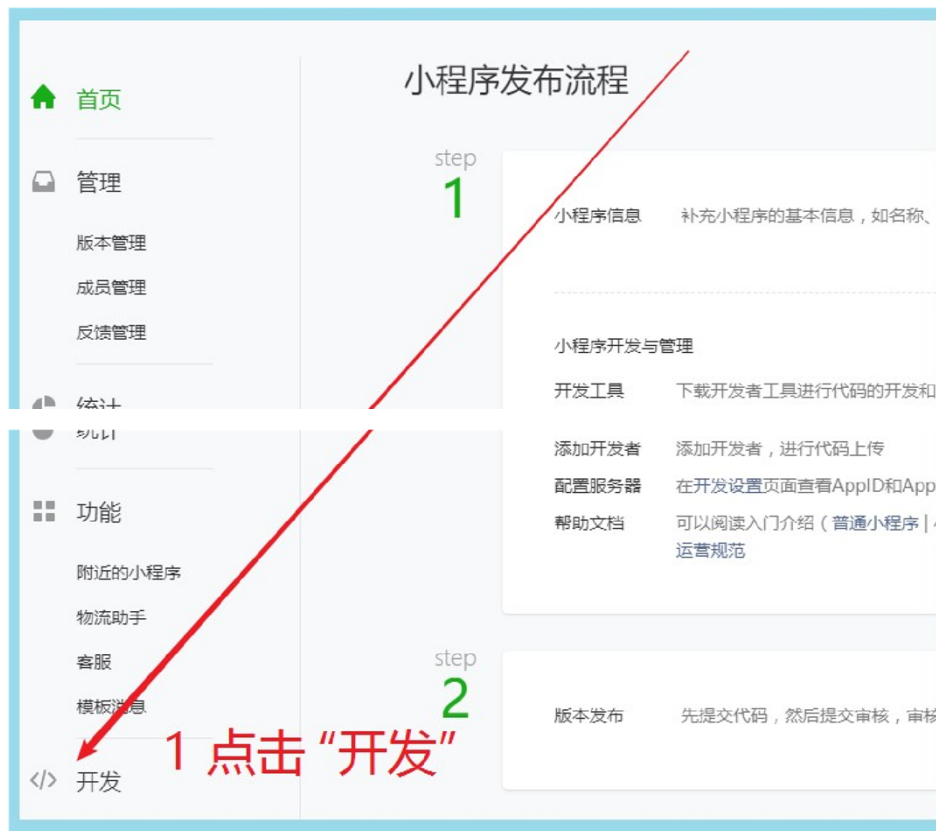 首页
管理
版本管理
成员管理
反馈管理
统计
统计
功能
附近的小程序
物流助手
客服
模板消息
开发
1 点击“开发”
小程序发布流程
step
1
小程序信息 补充小程序的基本信息，如名称、
小程序开发与管理
开发工具 下载开发者工具进行代码的开发和
添加开发者 添加开发者，进行代码上传
配置服务器 在开发设置页面查看AppID和App
帮助文档 可以阅读入门介绍（普通小程序 |
运营规范
step
2
版本发布 先提交代码，然后提交审核，审核